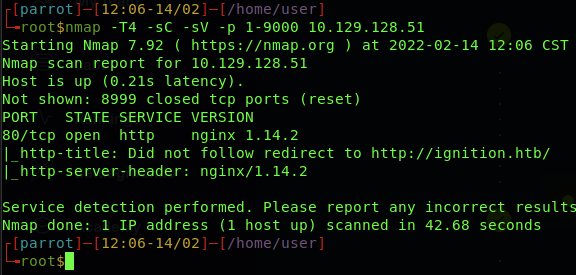 ┌[parrot]─[12:06-14/02]─[/home/user]
└╼root$nmap -T4 -sC -sV -p 1-9000 10.129.128.51
Starting Nmap 7.92 ( https://nmap.org ) at 2022-02-14 12:06 CST
Nmap scan report for 10.129.128.51
Host is up (0.21s latency).
Not shown: 8999 closed tcp ports (reset)
PORT   STATE SERVICE VERSION
80/tcp open  http    nginx 1.14.2
|_http-title: Did not follow redirect to http://ignition.htb/
|_http-server-header: nginx/1.14.2
Service detection performed. Please report any incorrect results
Nmap done: 1 IP address (1 host up) scanned in 42.68 seconds
┌[parrot]─[12:06-14/02]─[/home/user]
└╼root$